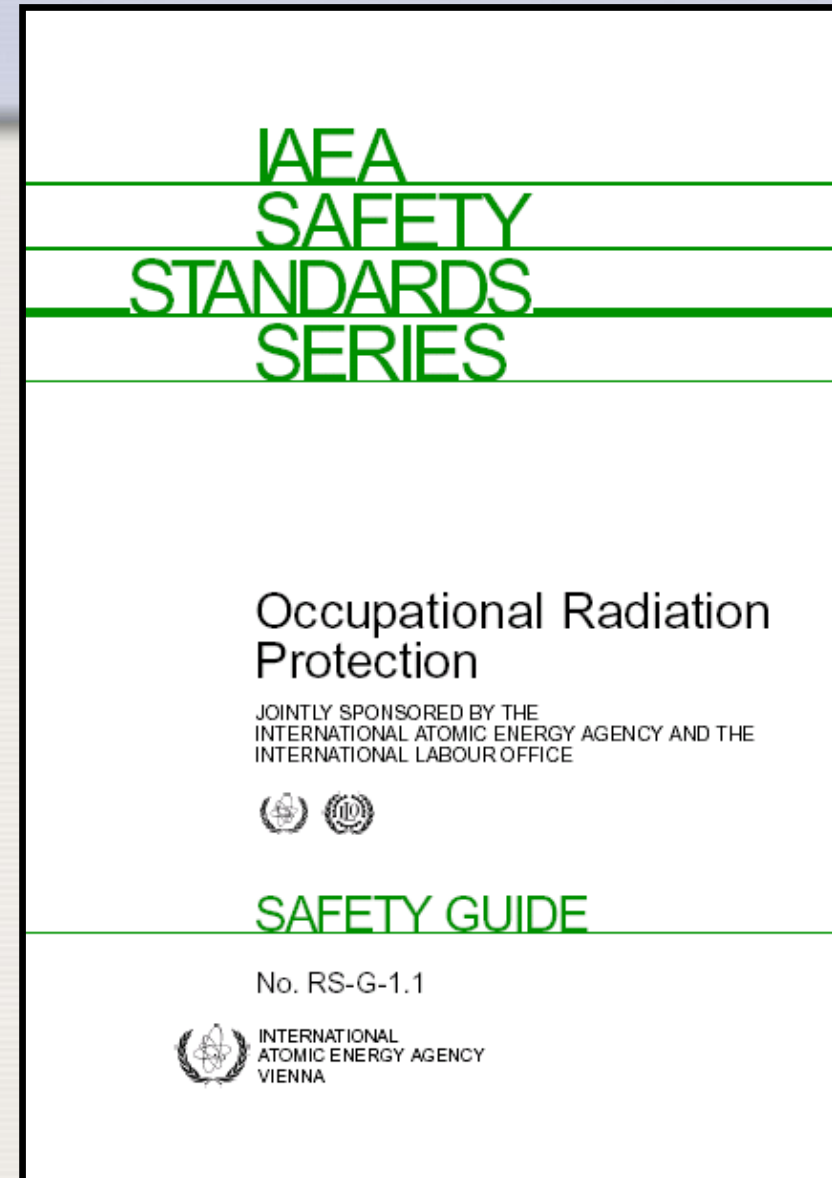 IAEA
SAFETY
STANDARDS
SERIES
Occupational Radiation
Protection
JOINTLY SPONSORED BY THE
INTERNATIONAL ATOMIC ENERGY AGENCY AND THE
INTERNATIONAL LABOUR OFFICE
ILO
SAFETY GUIDE
No. RS-G-1.1
INTERNATIONAL
ATOMIC ENERGY AGENCY
VIENNA